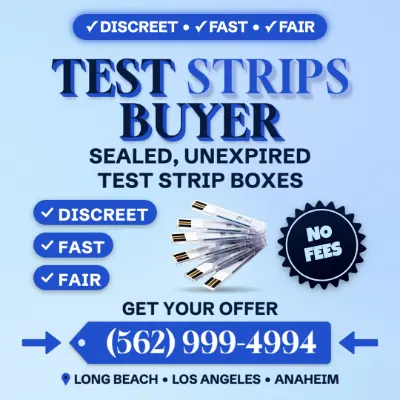 ✓DISCREET • ✓FAST • ✓FAIR
TEST STRIPS
BUYER
SEALED, UNEXPIRED
TEST STRIP BOXES
✓ DISCREET
✓ FAST
✓ FAIR
NO
FEES
GET YOUR OFFER
(562) 999-4994
LONG BEACH • LOS ANGELES • ANAHEIM